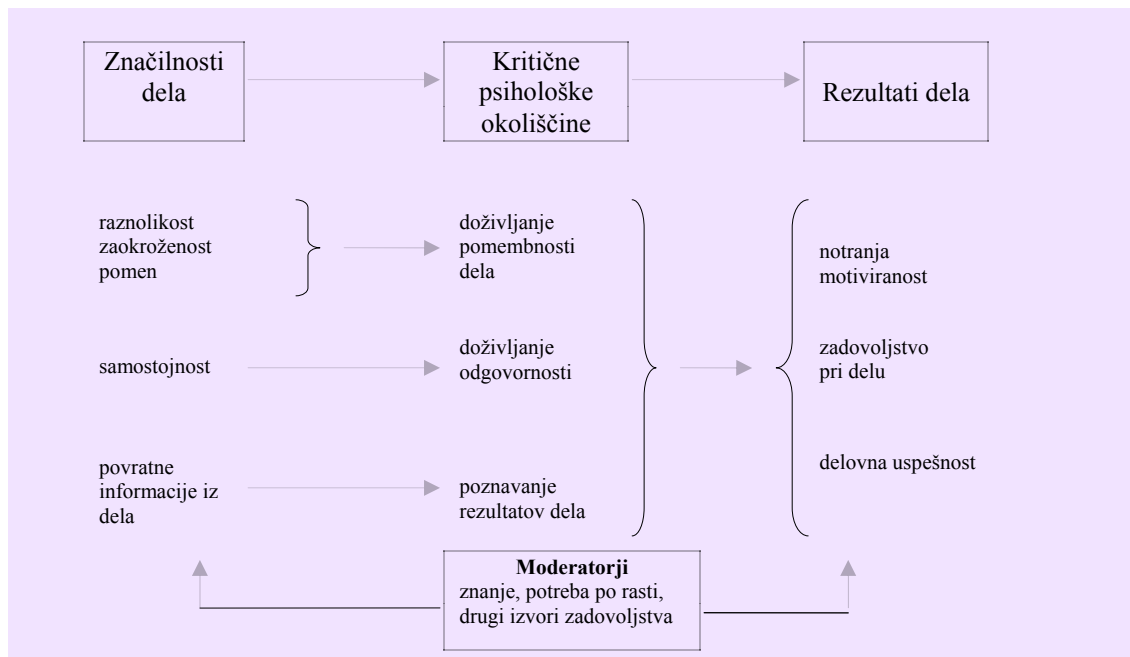 Značilnosti
dela
Kritične
psihološke
okoliščine
Rezultati dela
raznolikost
zaokroženost
pomen
doživljanje
pomembnosti
dela
notranja
motiviranost
samostojnost
doživljanje
odgovornosti
zadovoljstvo
pri delu
povratne
informacije iz
dela
poznavanje
rezultatov dela
delovna uspešnost
Moderatorji
znanje, potreba po rasti,
drugi izvori zadovoljstva